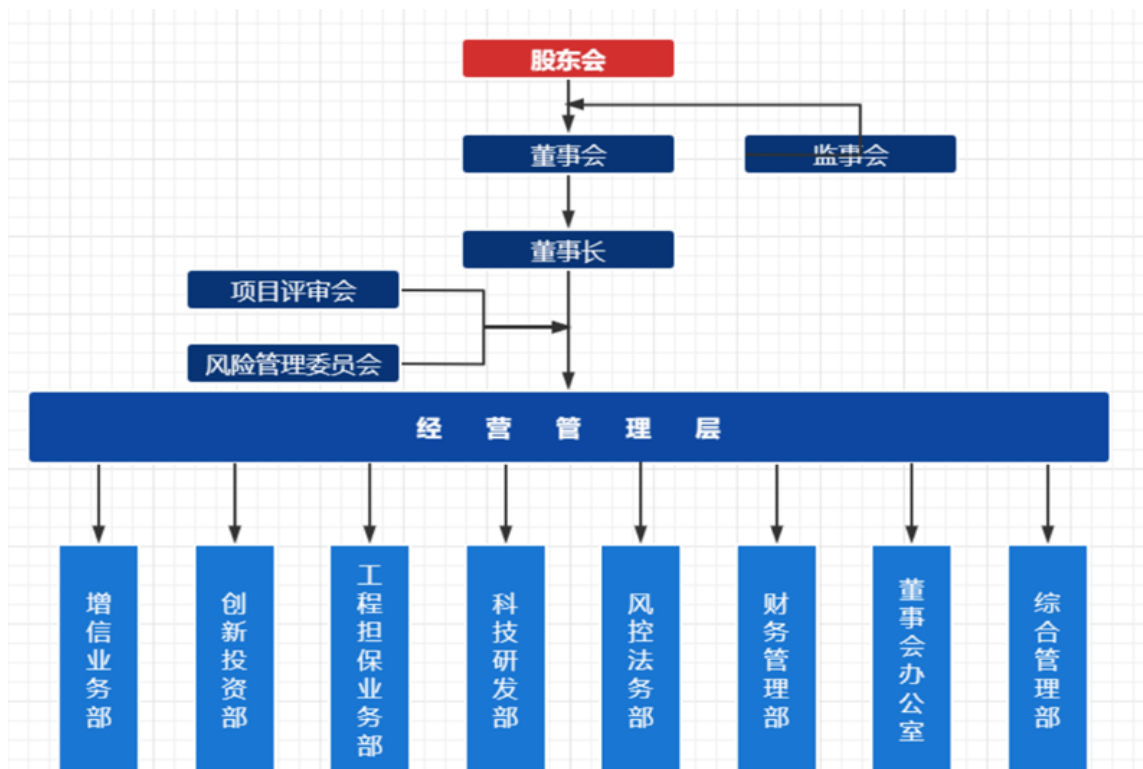 股东会
董事会
监事会
董事长
项目评审会
风险管理委员会
经营管理层
增信业务部
创新投资部
工程担保业务部
科技研发部
风控法务部
财务管理部
董事会办公室
综合管理部